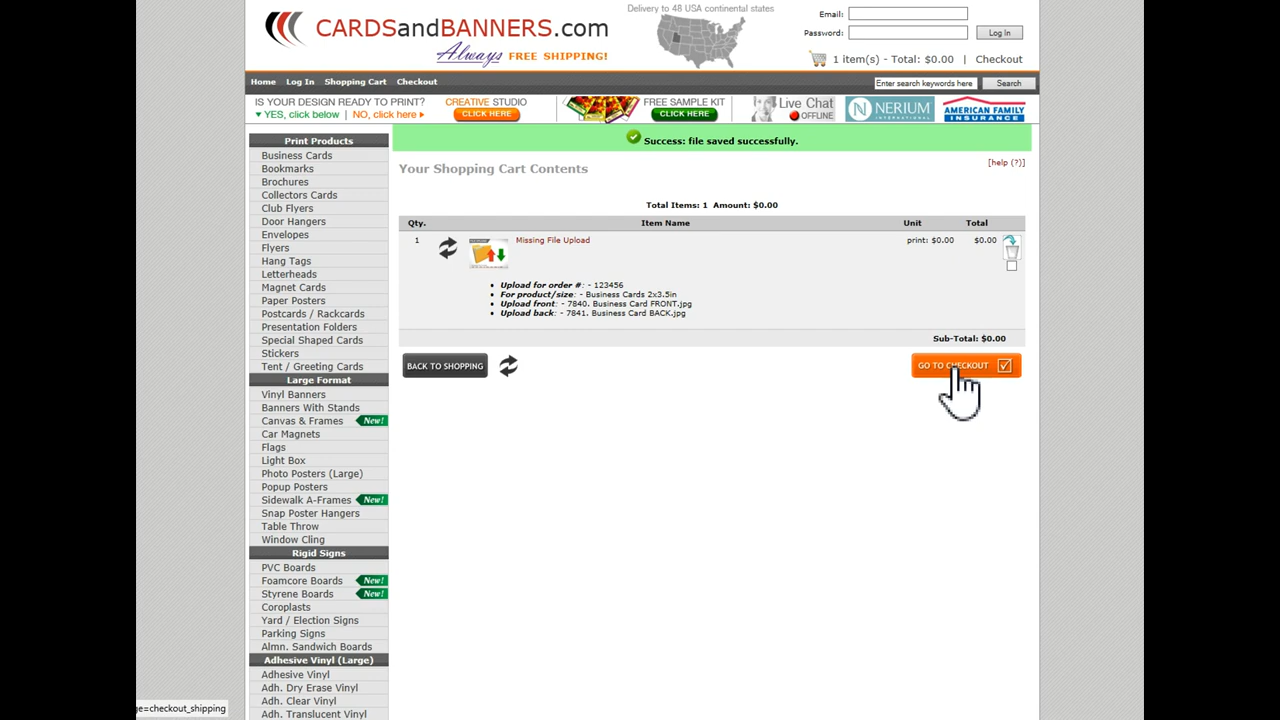 Delivery to 48 USA continental states
CARDSandBANNERS.com
Always FREE SHIPPING!
Email:
Password:
Log In
1 item(s) - Total: $0.00 | Checkout
Home Log In Shopping Cart Checkout
Enter search keywords here Search
IS YOUR DESIGN READY TO PRINT?
▼ YES, click below | NO, click here ▶
CREATIVE STUDIO
CLICK HERE
FREE SAMPLE KIT
CLICK HERE
Live Chat
OFFLINE
N NERIUM
INTERNATIONAL
AMERICAN FAMILY
INSURANCE
Success: file saved successfully.
Your Shopping Cart Contents
[help (?)]
Total Items: 1 Amount: $0.00
Qty. Item Name Unit Total
1 Missing File Upload print: $0.00 $0.00
• Upload for order #: - 123456
• For product/size: - Business Cards 2x3.5in
• Upload front: - 7840. Business Card FRONT.jpg
• Upload back: - 7841. Business Card BACK.jpg
Sub-Total: $0.00
BACK TO SHOPPING
GO TO CHECKOUT
Print Products
Business Cards
Bookmarks
Brochures
Collectors Cards
Club Flyers
Door Hangers
Envelopes
Flyers
Hang Tags
Letterheads
Magnet Cards
Paper Posters
Postcards / Rackcards
Presentation Folders
Special Shaped Cards
Stickers
Tent / Greeting Cards
Large Format
Vinyl Banners
Banners With Stands
Canvas & Frames New!
Car Magnets
Flags
Light Box
Photo Posters (Large)
Popup Posters
Sidewalk A-Frames New!
Snap Poster Hangers
Table Throw
Window Cling
Rigid Signs
PVC Boards
Foamcore Boards New!
Styrene Boards New!
Coroplasts
Yard / Election Signs
Parking Signs
Almn. Sandwich Boards
Adhesive Vinyl (Large)
Adhesive Vinyl
Adh. Dry Erase Vinyl
Adh. Clear Vinyl
Adh. Translucent Vinyl
ge=checkout_shipping